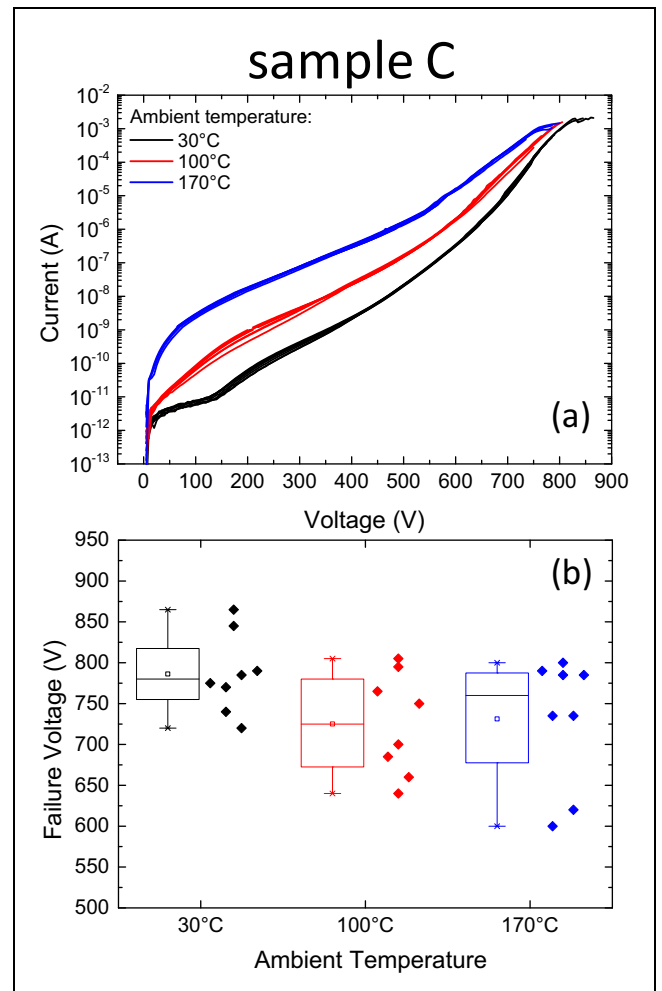 sample C
10⁻²
10⁻³
10⁻⁴
10⁻⁵
10⁻⁶
10⁻⁷
10⁻⁸
10⁻⁹
10⁻¹⁰
10⁻¹¹
10⁻¹²
10⁻¹³
Current (A)
Ambient temperature:
30°C
100°C
170°C
(a)
0 100 200 300 400 500 600 700 800 900
Voltage (V)
950
900
850
800
750
700
650
600
550
500
Failure Voltage (V)
(b)
30°C 100°C 170°C
Ambient Temperature